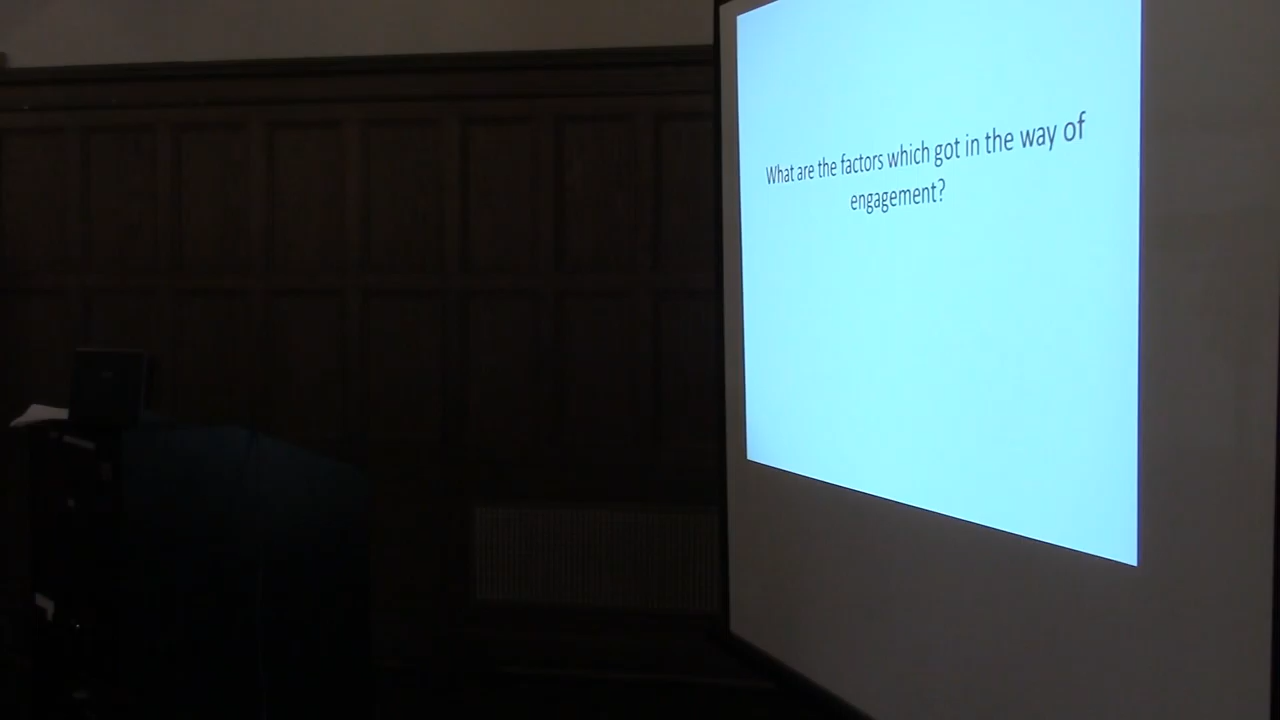 What are the factors which got in the way of
engagement?